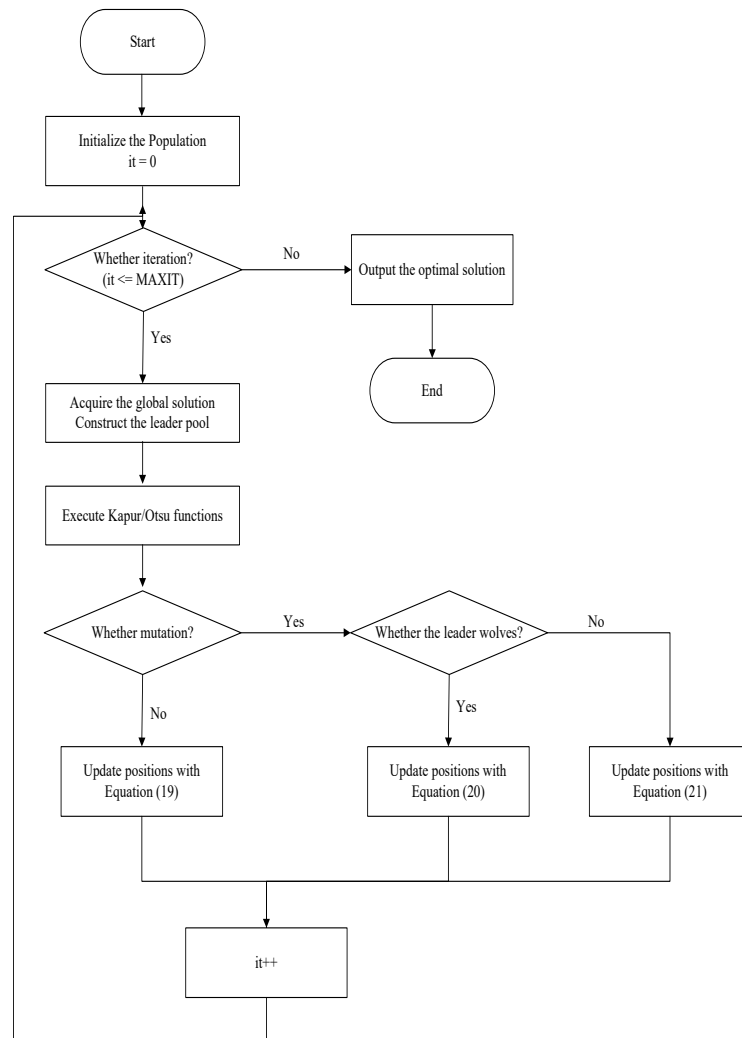 Start
Initialize the Population
it = 0
Whether iteration?
(it <= MAXIT)
No
Output the optimal solution
Yes
End
Acquire the global solution
Construct the leader pool
Execute Kapur/Otsu functions
Whether mutation?
Yes
Whether the leader wolves?
No
No
Yes
Update positions with
Equation (19)
Update positions with
Equation (20)
Update positions with
Equation (21)
it++